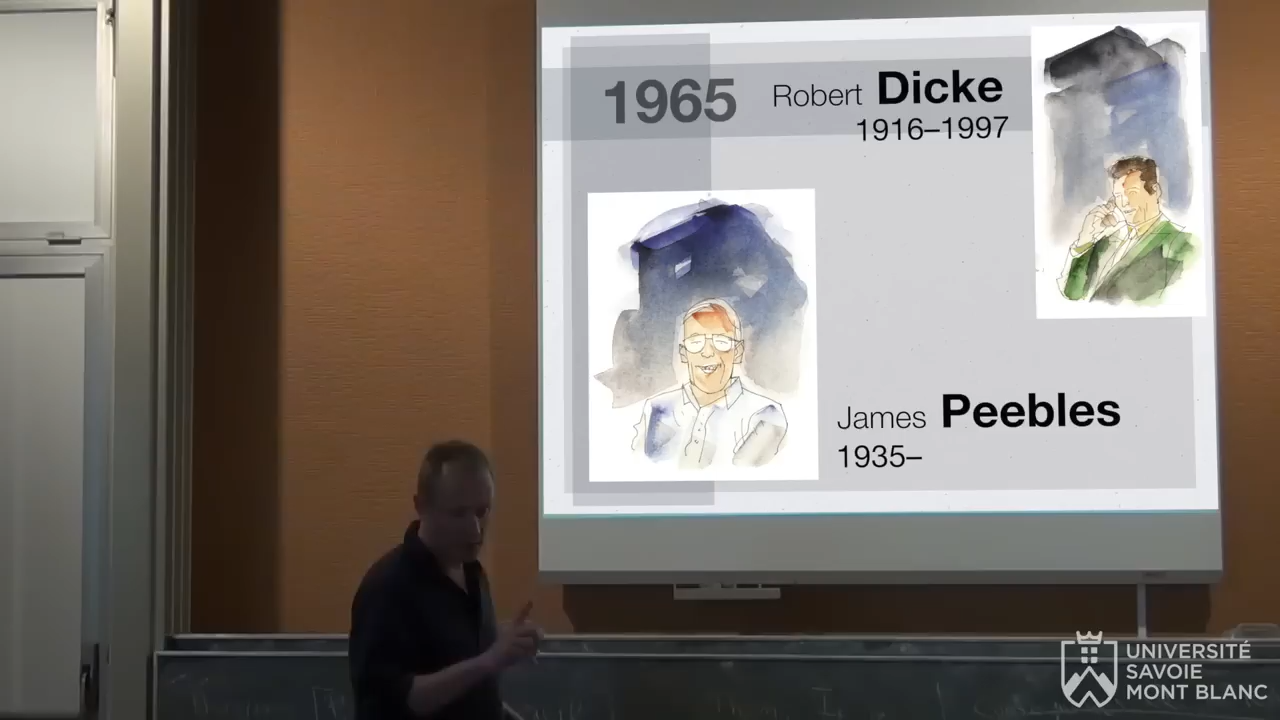 1965
Robert Dicke
1916–1997
James Peebles
1935–
UNIVERSITÉ
SAVOIE
MONT BLANC